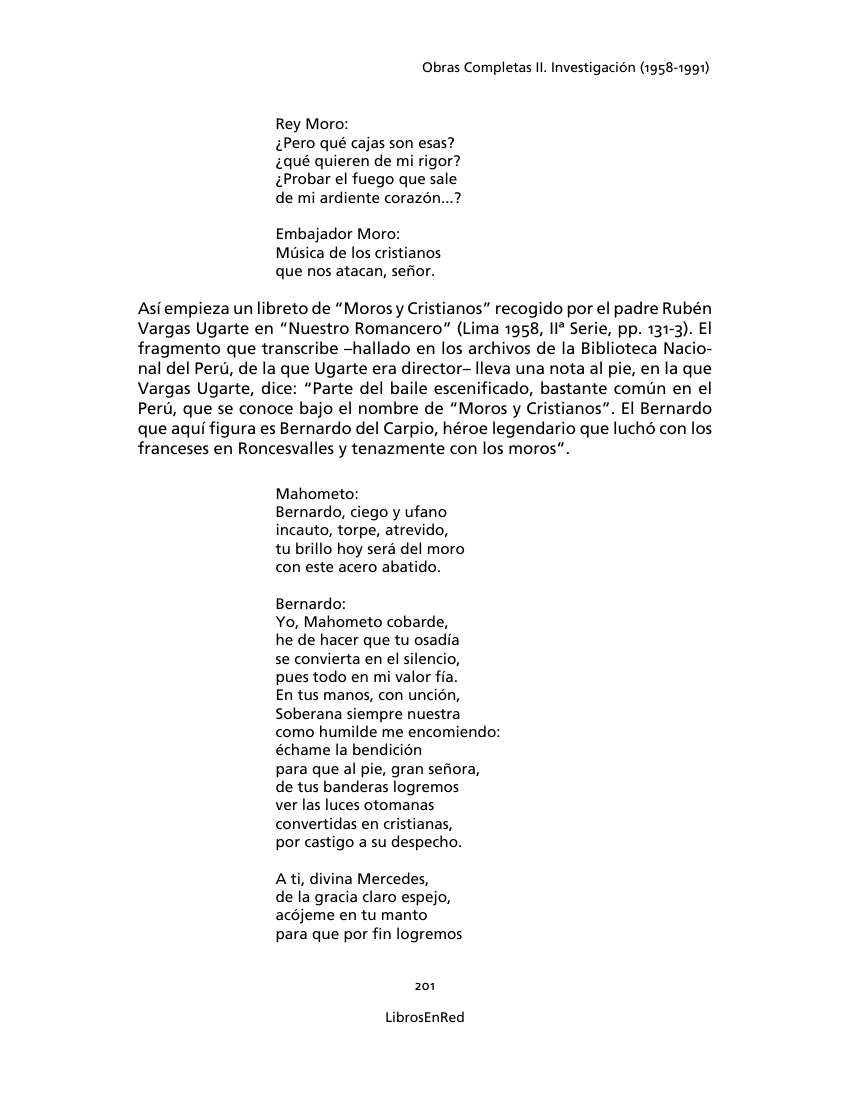 Obras Completas II. Investigación (1958-1991)
Rey Moro:
¿Pero qué cajas son esas?
¿qué quieren de mi rigor?
¿Probar el fuego que sale
de mi ardiente corazón...?
Embajador Moro:
Música de los cristianos
que nos atacan, señor.
Así empieza un libreto de “Moros y Cristianos” recogido por el padre Rubén
Vargas Ugarte en “Nuestro Romancero” (Lima 1958, IIª Serie, pp. 131-3). El
fragmento que transcribe –hallado en los archivos de la Biblioteca Nacio-
nal del Perú, de la que Ugarte era director– lleva una nota al pie, en la que
Vargas Ugarte, dice: “Parte del baile escenificado, bastante común en el
Perú, que se conoce bajo el nombre de “Moros y Cristianos”. El Bernardo
que aquí figura es Bernardo del Carpio, héroe legendario que luchó con los
franceses en Roncesvalles y tenazmente con los moros”.
Mahometo:
Bernardo, ciego y ufano
incauto, torpe, atrevido,
tu brillo hoy será del moro
con este acero abatido.
Bernardo:
Yo, Mahometo cobarde,
he de hacer que tu osadía
se convierta en el silencio,
pues todo en mi valor fía.
En tus manos, con unción,
Soberana siempre nuestra
como humilde me encomiendo:
échame la bendición
para que al pie, gran señora,
de tus banderas logremos
ver las luces otomanas
convertidas en cristianas,
por castigo a su despecho.
A ti, divina Mercedes,
de la gracia claro espejo,
acójeme en tu manto
para que por fin logremos
201
LibrosEnRed